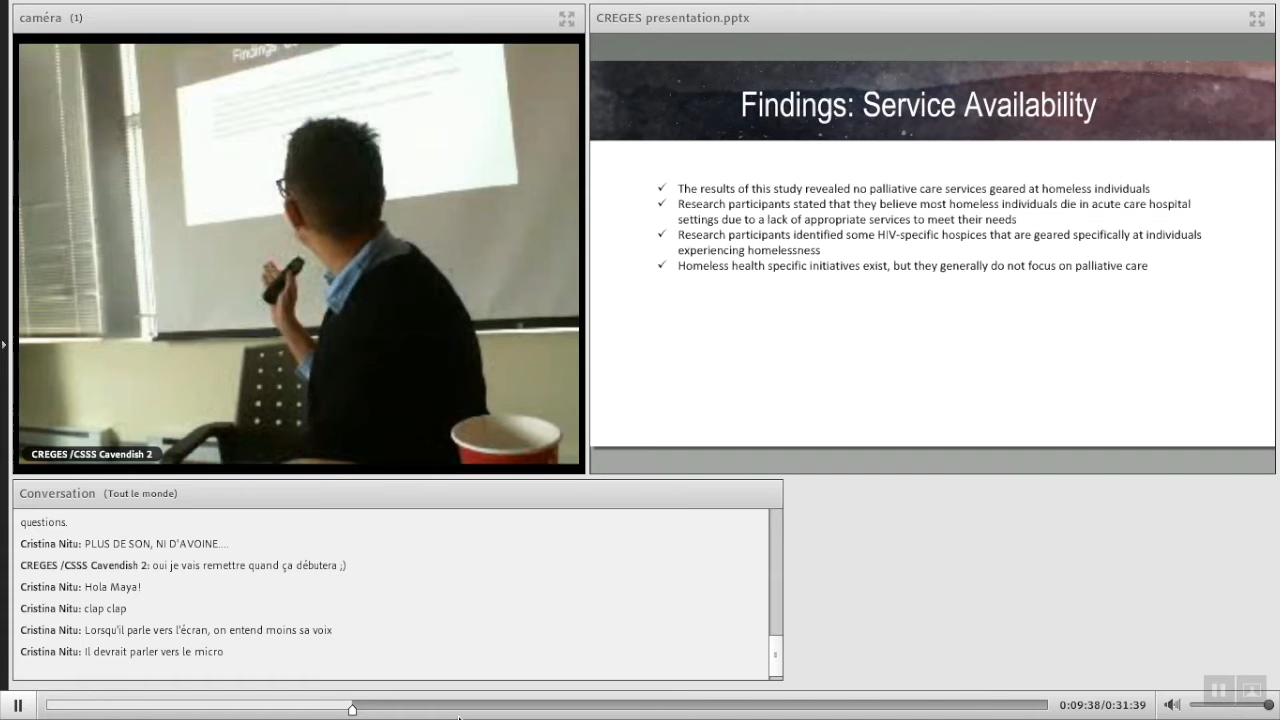 caméra (1)
Findings
CREGES /CSSS Cavendish 2
CREGES presentation.pptx
Findings: Service Availability
✓ The results of this study revealed no palliative care services geared at homeless individuals
✓ Research participants stated that they believe most homeless individuals die in acute care hospital
settings due to a lack of appropriate services to meet their needs
✓ Research participants identified some HIV-specific hospices that are geared specifically at individuals
experiencing homelessness
✓ Homeless health specific initiatives exist, but they generally do not focus on palliative care
Conversation (Tout le monde)
questions.
Cristina Nitu: PLUS DE SON, NI D'AVOINE....
CREGES /CSSS Cavendish 2: oui je vais remettre quand ça débutera ;)
Cristina Nitu: Hola Maya!
Cristina Nitu: clap clap
Cristina Nitu: Lorsqu'il parle vers l'écran, on entend moins sa voix
Cristina Nitu: Il devrait parler vers le micro
0:09:38/0:31:39